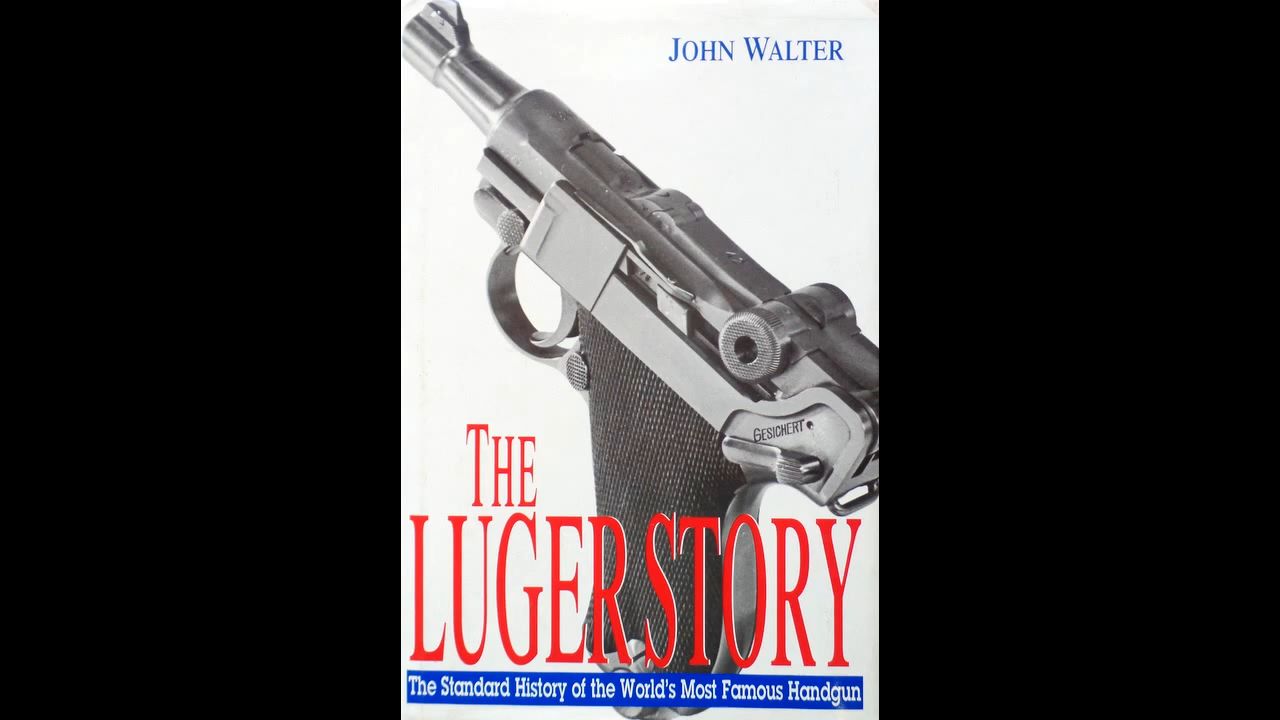 JOHN WALTER
GESICHERT
THE
LUGER STORY
The Standard History of the World's Most Famous Handgun